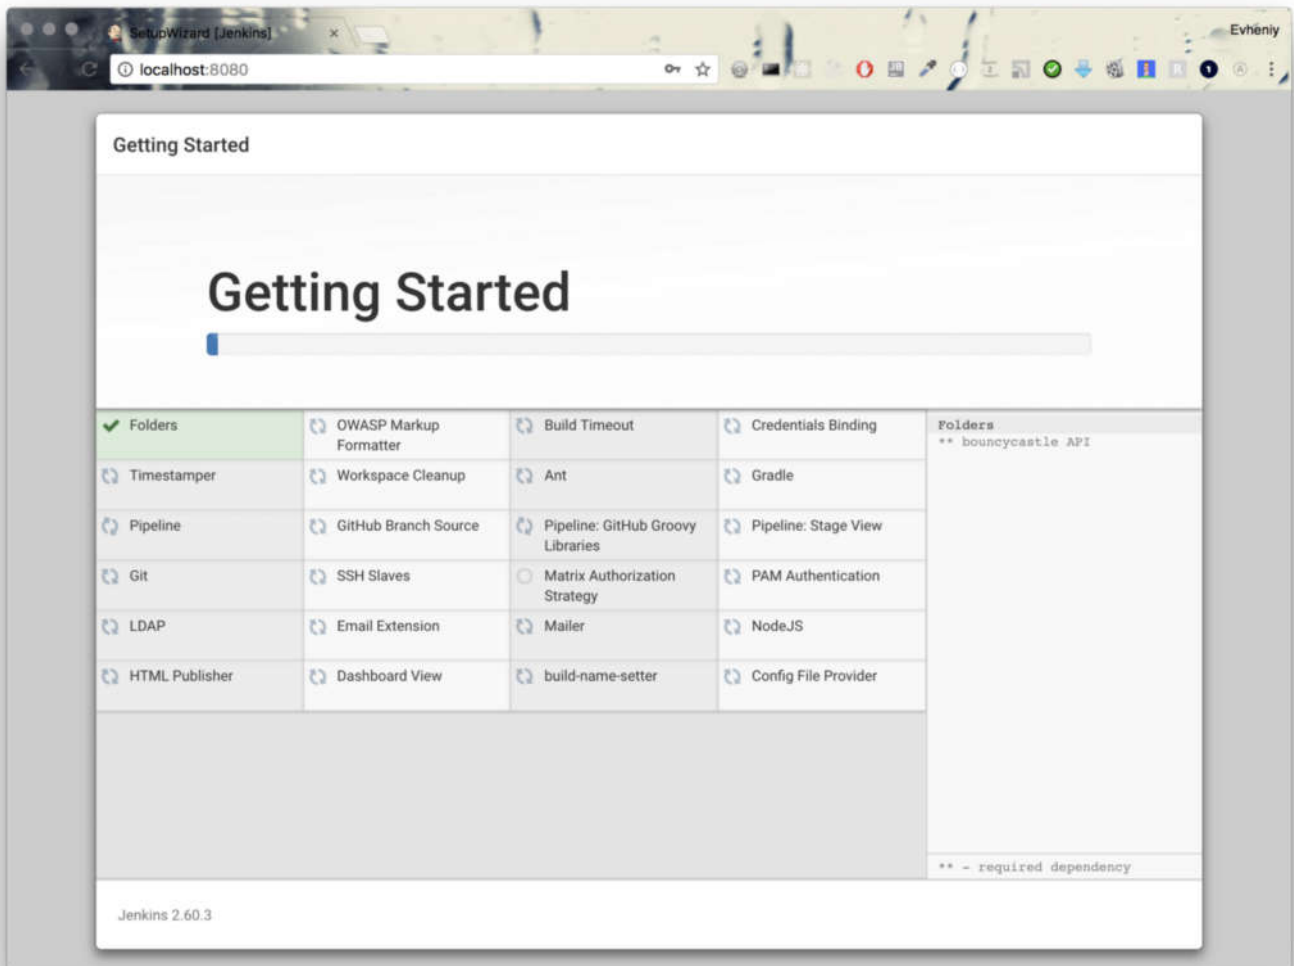 SetupWizard [Jenkins]
Evheniy
localhost:8080
Getting Started
Getting Started
Folders
OWASP Markup
Formatter
Build Timeout
Credentials Binding
Timestamper
Workspace Cleanup
Ant
Gradle
Pipeline
GitHub Branch Source
Pipeline: GitHub Groovy
Libraries
Pipeline: Stage View
Git
SSH Slaves
Matrix Authorization
Strategy
PAM Authentication
LDAP
Email Extension
Mailer
NodeJS
HTML Publisher
Dashboard View
build-name-setter
Config File Provider
Folders
** bouncycastle API
** - required dependency
Jenkins 2.60.3